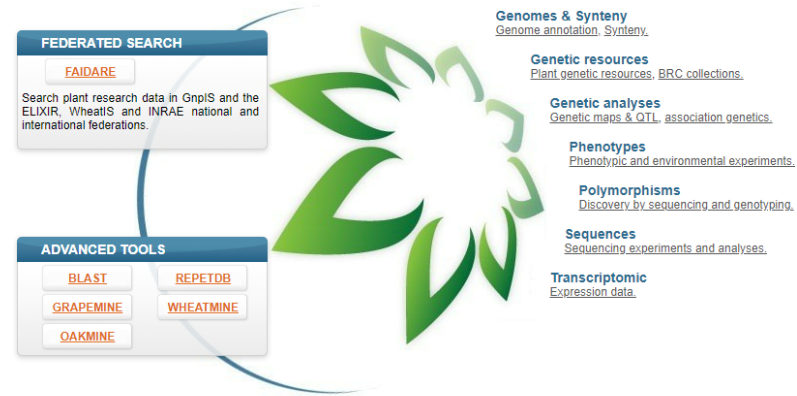 FEDERATED SEARCH
FAIDARE
Search plant research data in GnpIS and the
ELIXIR, WheatIS and INRAE national and
international federations.
ADVANCED TOOLS
BLAST REPETDB
GRAPEMINE WHEATMINE
OAKMINE
Genomes & Synteny
Genome annotation, Synteny.
Genetic resources
Plant genetic resources, BRC collections.
Genetic analyses
Genetic maps & QTL, association genetics.
Phenotypes
Phenotypic and environmental experiments.
Polymorphisms
Discovery by sequencing and genotyping.
Sequences
Sequencing experiments and analyses.
Transcriptomic
Expression data.